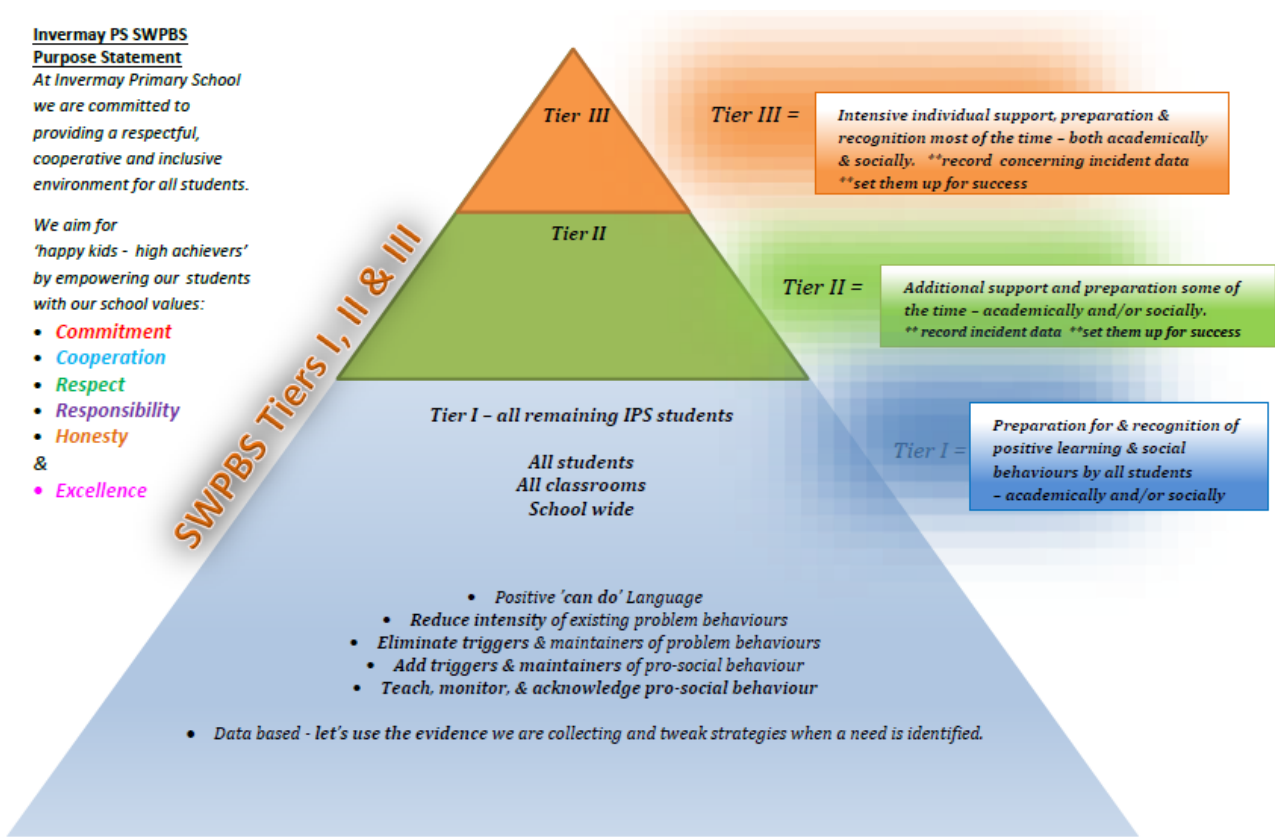 Invermay PS SWPBS
Purpose Statement
At Invermay Primary School
we are committed to
providing a respectful,
cooperative and inclusive
environment for all students.
We aim for
‘happy kids - high achievers’
by empowering our students
with our school values:
• Commitment
• Cooperation
• Respect
• Responsibility
• Honesty
&
• Excellence
SWPBS Tiers I, II & III
Tier III
Tier II
Tier I – all remaining IPS students
All students
All classrooms
School wide
• Positive 'can do' Language
• Reduce intensity of existing problem behaviours
• Eliminate triggers & maintainers of problem behaviours
• Add triggers & maintainers of pro-social behaviour
• Teach, monitor, & acknowledge pro-social behaviour
• Data based - let's use the evidence we are collecting and tweak strategies when a need is identified.
Tier III =
Intensive individual support, preparation &
recognition most of the time – both academically
& socially. **record concerning incident data
**set them up for success
Tier II =
Additional support and preparation some of
the time – academically and/or socially.
** record incident data **set them up for success
Tier I =
Preparation for & recognition of
positive learning & social
behaviours by all students
– academically and/or socially